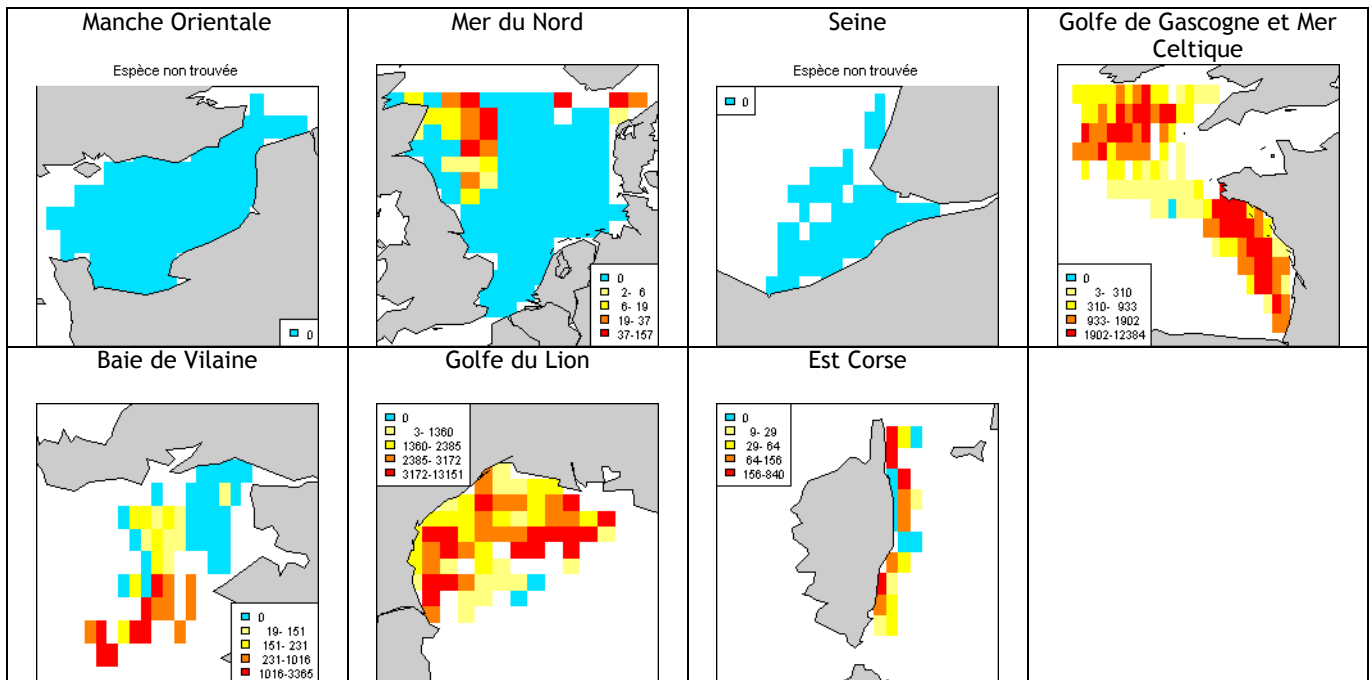 Manche Orientale
Espèce non trouvée
0
Mer du Nord
0
2- 6
6- 19
19- 37
37-157
Seine
Espèce non trouvée
0
Golfe de Gascogne et Mer
Celtique
0
3- 310
310- 933
933- 1902
1902-12384
Baie de Vilaine
0
19- 151
151- 231
231-1016
1016-3365
Golfe du Lion
0
3- 1360
1360- 2385
2385- 3172
3172-13151
Est Corse
0
9- 29
29- 64
64-156
156-840